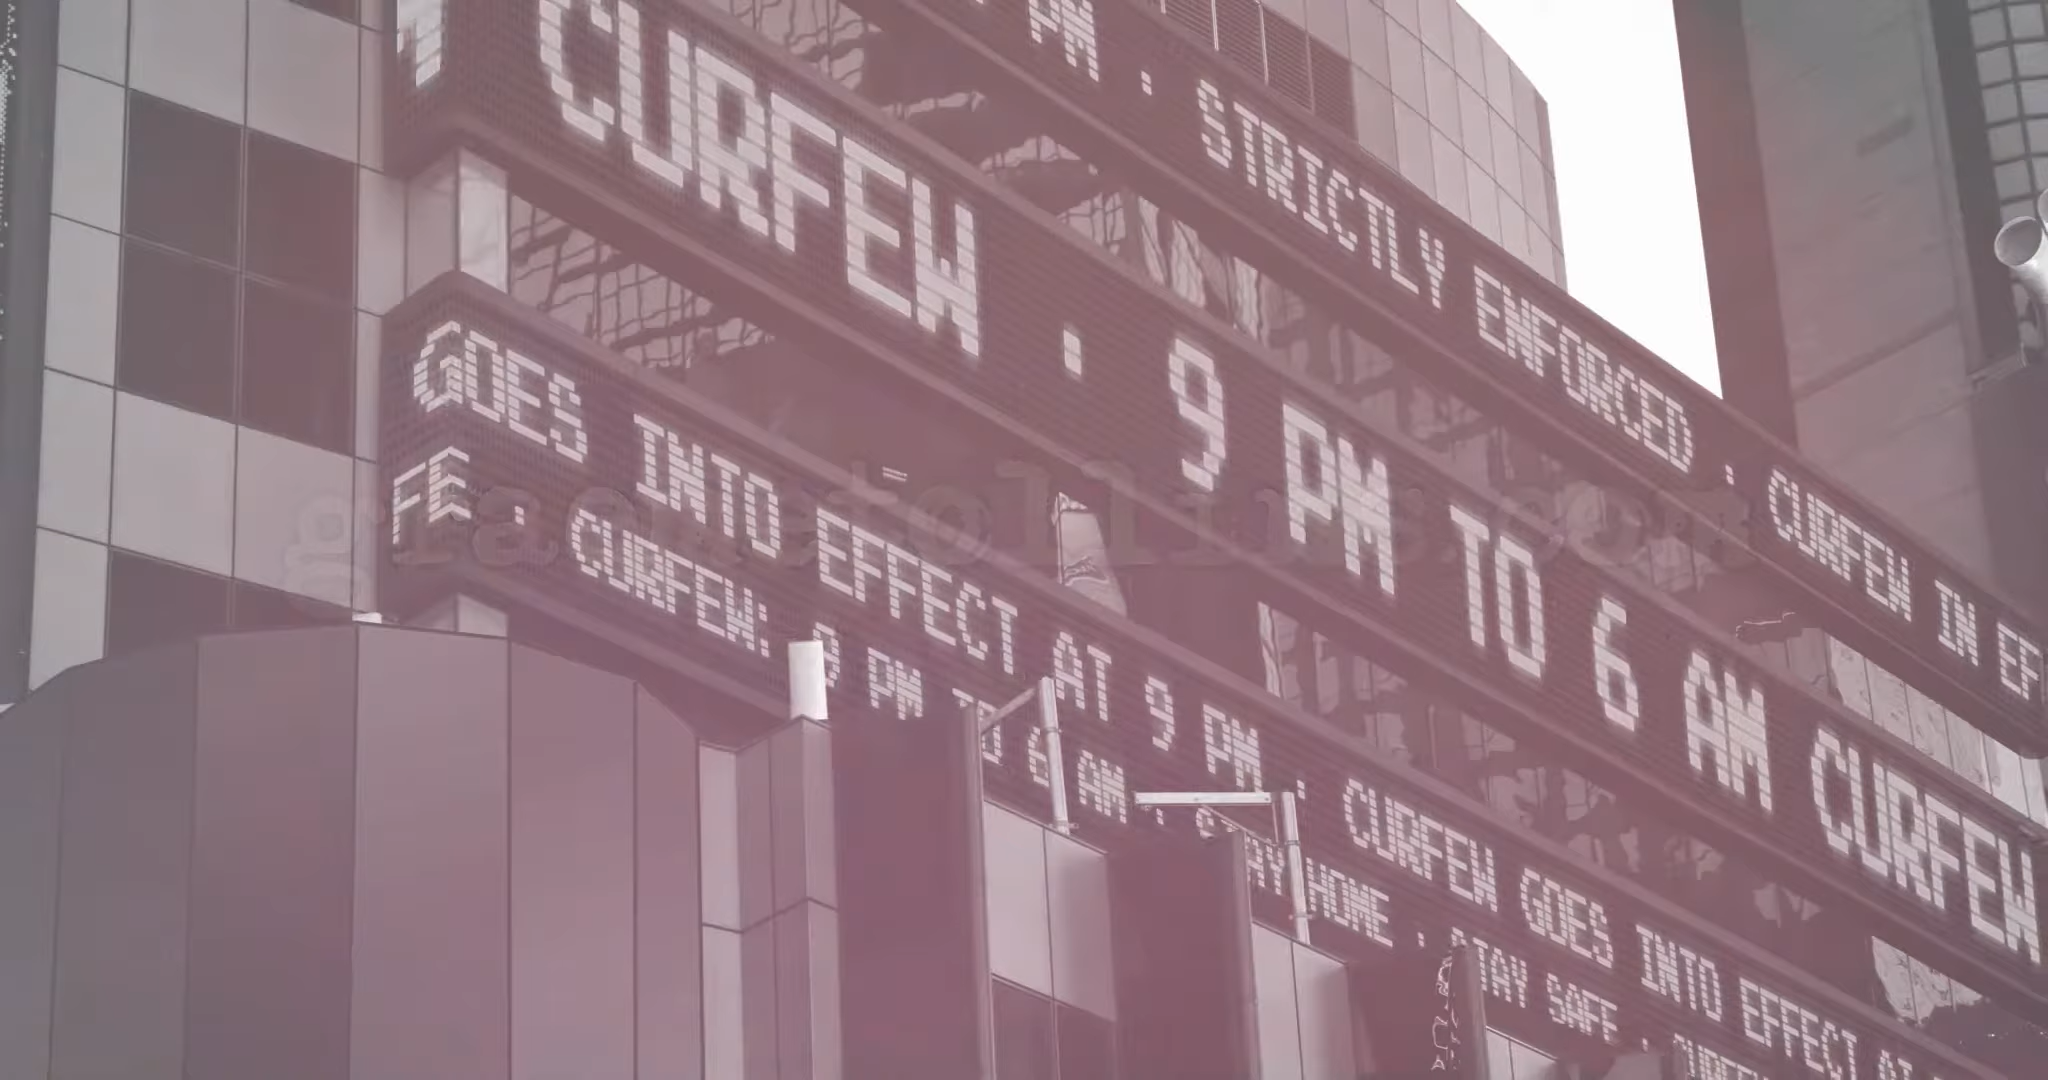 PM · STRICTLY ENFORCED · CURFEW IN EF
CURFEW · 9 PM TO 6 AM CURFEW
GOES INTO EFFECT AT 9 PM · CURFEW GOES INTO EFFECT AT
FE · CURFEW: 9 PM TO 6 AM · STAY HOME · STAY SAFE ·